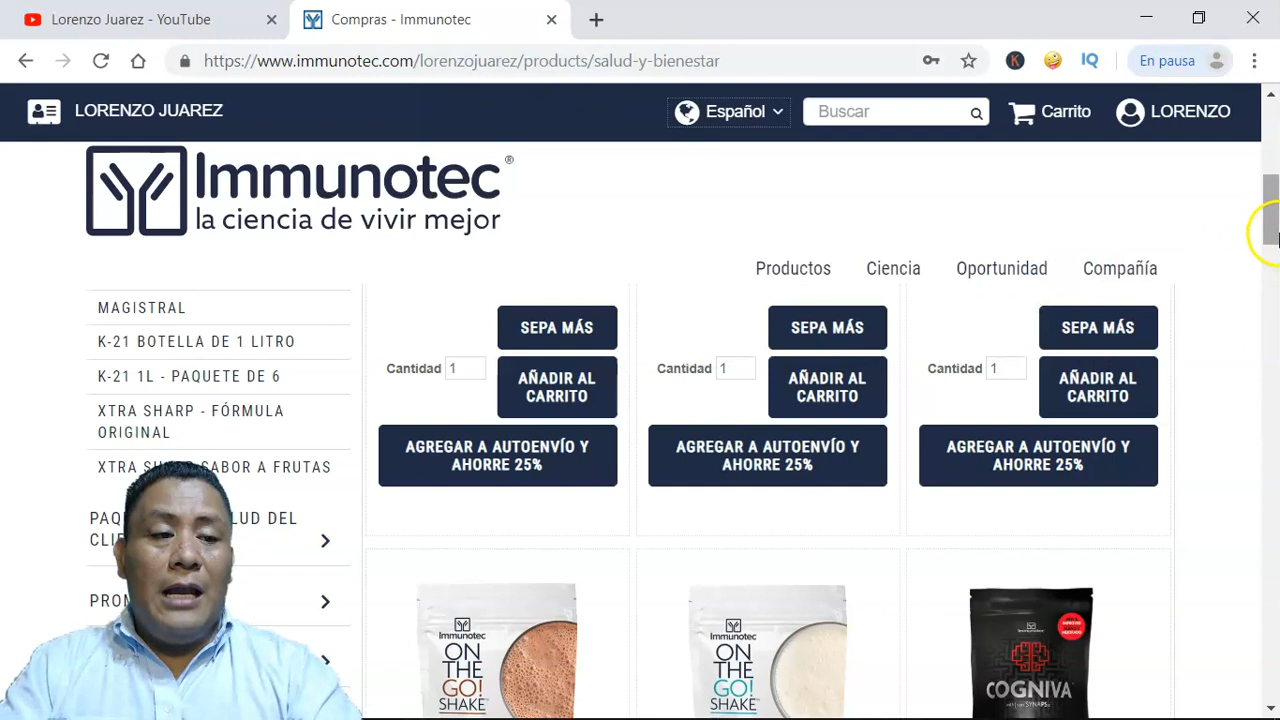 Lorenzo Juarez - YouTube
Compras - Immunotec
https://www.immunotec.com/lorenzojuarez/products/salud-y-bienestar
K
IQ
En pausa
LORENZO JUAREZ
Español
Buscar
Carrito
LORENZO
Immunotec®
la ciencia de vivir mejor
Productos Ciencia Oportunidad Compañía
MAGISTRAL
K-21 BOTELLA DE 1 LITRO
K-21 1L - PAQUETE DE 6
XTRA SHARP - FÓRMULA
ORIGINAL
SABOR A FRUTAS
LUD DEL
SEPA MÁS
Cantidad 1
AÑADIR AL
CARRITO
AGREGAR A AUTOENVÍO Y
AHORRE 25%
SEPA MÁS
Cantidad 1
AÑADIR AL
CARRITO
AGREGAR A AUTOENVÍO Y
AHORRE 25%
SEPA MÁS
Cantidad 1
AÑADIR AL
CARRITO
AGREGAR A AUTOENVÍO Y
AHORRE 25%
Immunotec
ON
THE
GO!
SHAKE
Immunotec
ON
THE
GO!
SHAKE
Immunotec
COGNIVA